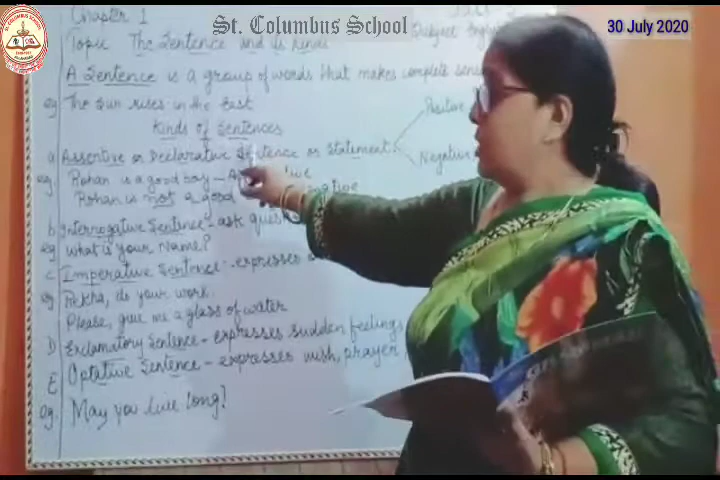 St. Columbus School
30 July 2020
Chapter 1
Topic The Sentence and its kinds
Subject
A Sentence is a group of words that makes complete sense
eg The Sun rises in the East
Kinds of Sentences
a Assertive or Declarative Sentence or Statement
Positive
Negative
eg. Rohan is a good boy
Rohan is not a good
b Interrogative Sentence - ask
eg what is your name?
c Imperative Sentence - expresses
eg Rekha, do your work.
Please, give me a glass of water
D Exclamatory Sentence - expresses sudden feelings
E Optative Sentence - expresses wish, prayer
eg. May you live long!